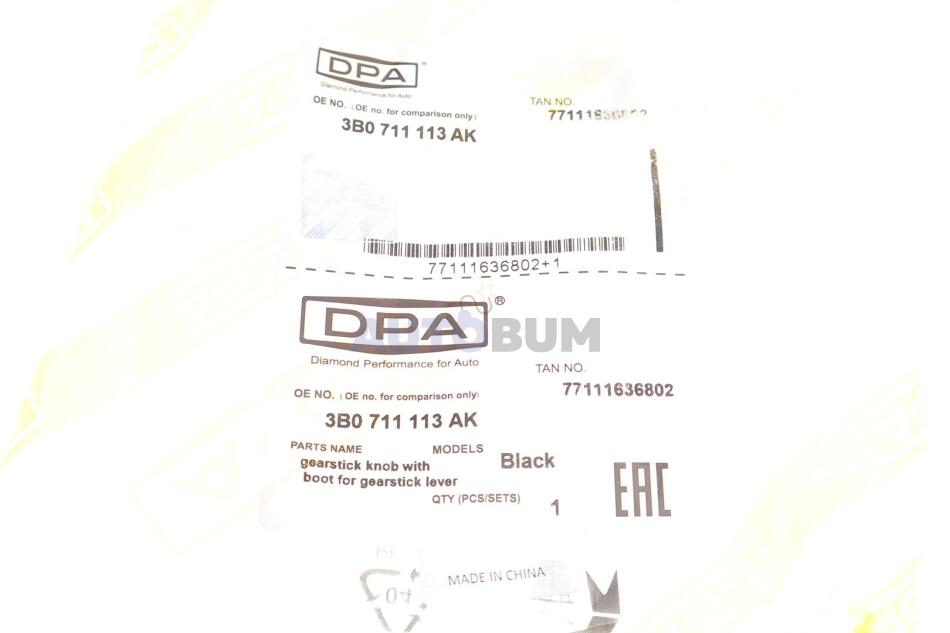 DPA®
Diamond Performance for Auto
OE NO. (OE no. for comparison only)
3B0 711 113 AK
TAN NO.
77111636802
77111636802+1
DPA®
Diamond Performance for Auto
AUTOBUM
OE NO. (OE no. for comparison only)
3B0 711 113 AK
TAN NO.
77111636802
PARTS NAME
gearstick knob with
boot for gearstick lever
MODELS
Black
QTY (PCS/SETS)
1
EAC
MADE IN CHINA
04